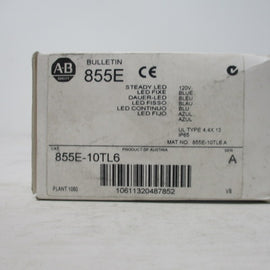 A-B
BULLETIN
855E
CE
STEADY LED 120V
LED FIXE BLUE
DAUER-LED BLEU
LED FISSO BLAU
LED CONTINUO BLU
LED FIJO AZUL
AZUL
UL TYPE 4,4X 13
IP65
MAT NO. 855E-10TL6 A
855E-10TL6
PRODUCT OF AUSTRIA
A
PLANT 1080
10611320487852